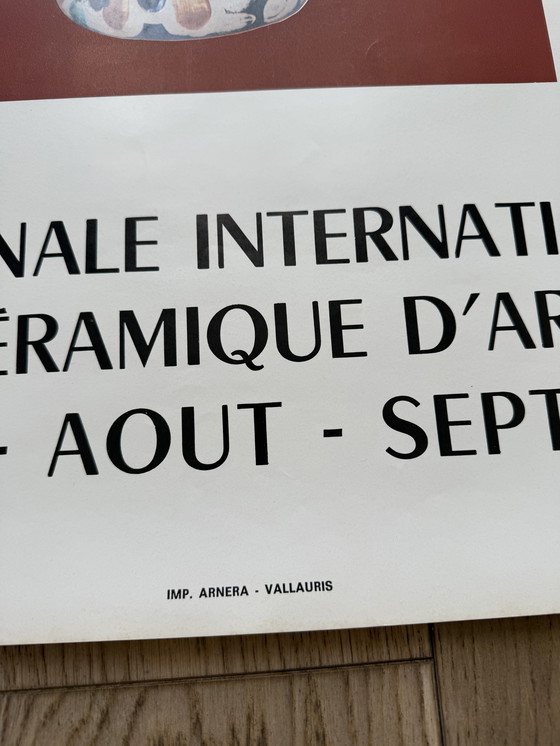 NALE INTERNATI
ÉRAMIQUE D'AR
- AOUT - SEPT
IMP. ARNERA - VALLAURIS